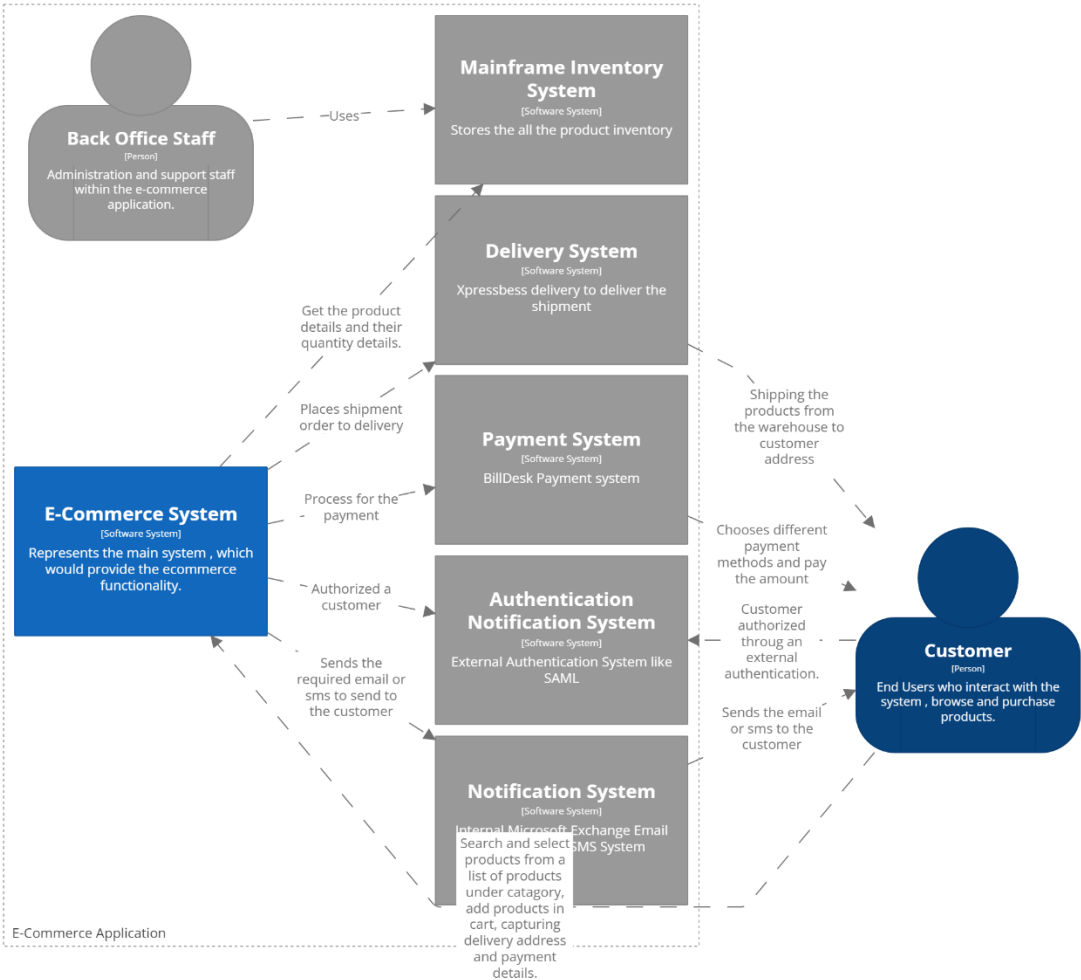 Back Office Staff
[Person]
Administration and support staff
within the e-commerce
application.
Uses
Mainframe Inventory
System
[Software System]
Stores the all the product inventory
Get the product
details and their
quantity details.
Delivery System
[Software System]
Xpressbess delivery to deliver the
shipment
Places shipment
order to delivery
Shipping the
products from
the warehouse to
customer
address
Payment System
[Software System]
BillDesk Payment system
E-Commerce System
[Software System]
Represents the main system , which
would provide the ecommerce
functionality.
Process for the
payment
Chooses different
payment
methods and pay
the amount
Authorized a
customer
Authentication
Notification System
[Software System]
External Authentication System like
SAML
Customer
authorized
throug an
external
authentication.
Customer
[Person]
End Users who interact with the
system , browse and purchase
products.
Sends the
required email or
sms to send to
the customer
Sends the email
or sms to the
customer
Notification System
[Software System]
Internal Microsoft Exchange Email
SMS System
Search and select
products from a
list of products
under catagory,
add products in
cart, capturing
delivery address
and payment
details.
E-Commerce Application